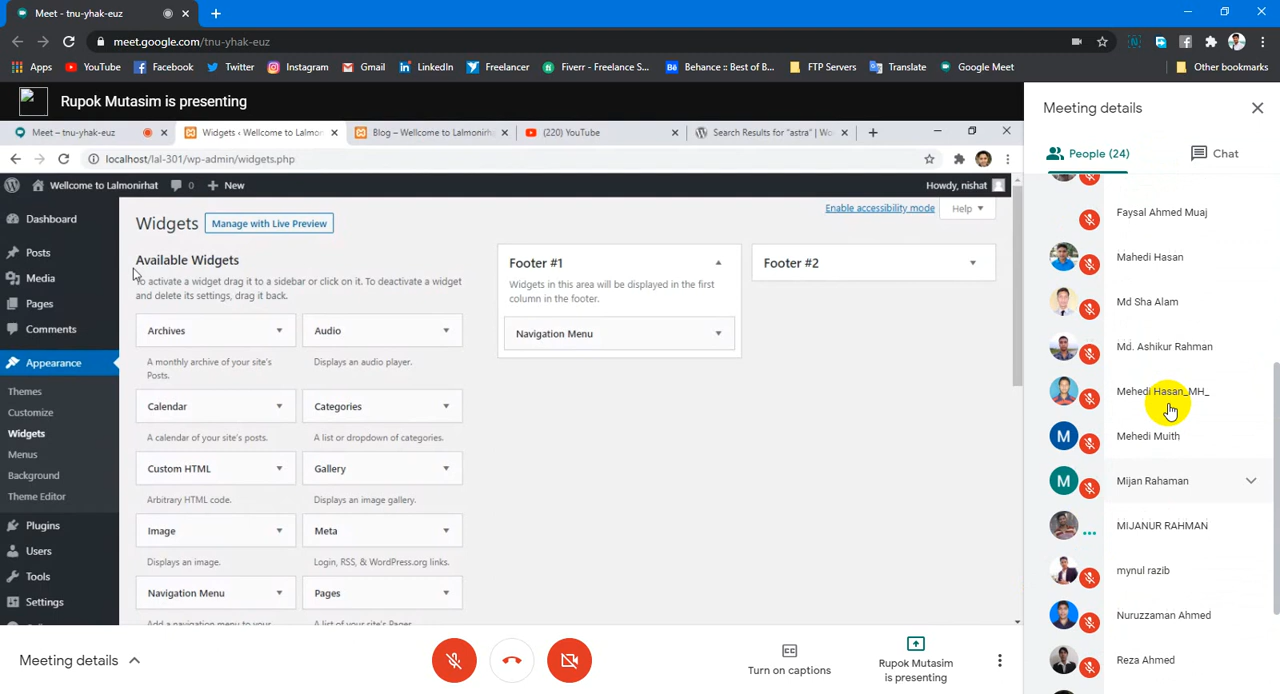 Meet - tnu-yhak-euz
meet.google.com/tnu-yhak-euz
Apps YouTube Facebook Twitter Instagram Gmail LinkedIn Freelancer Fiverr - Freelance S... Behance :: Best of B... FTP Servers Translate Google Meet Other bookmarks
Rupok Mutasim is presenting
Meet – tnu-yhak-euz
Widgets ‹ Wellcome to Lalmoni
Blog – Wellcome to Lalmonirh
(220) YouTube
Search Results for "astra" | Wo
localhost/lal-301/wp-admin/widgets.php
Wellcome to Lalmonirhat 0 New Howdy, nishat
Dashboard
Posts
Media
Pages
Comments
Appearance
Themes
Customize
Widgets
Menus
Background
Theme Editor
Plugins
Users
Tools
Settings
Widgets Manage with Live Preview
Enable accessibility mode Help
Available Widgets
To activate a widget drag it to a sidebar or click on it. To deactivate a widget
and delete its settings, drag it back.
Archives
A monthly archive of your site's
Posts.
Audio
Displays an audio player.
Calendar
A calendar of your site's posts.
Categories
A list or dropdown of categories.
Custom HTML
Arbitrary HTML code.
Gallery
Displays an image gallery.
Image
Displays an image.
Meta
Login, RSS, & WordPress.org links.
Navigation Menu
Pages
A list of your site's Pages.
Footer #1
Widgets in this area will be displayed in the first
column in the footer.
Navigation Menu
Footer #2
Meeting details
People (24) Chat
Faysal Ahmed Muaj
Mahedi Hasan
Md Sha Alam
Md. Ashikur Rahman
Mehedi Hasan_MH_
M Mehedi Muith
M Mijan Rahaman
MIJANUR RAHMAN
mynul razib
Nuruzzaman Ahmed
Reza Ahmed
Meeting details
Turn on captions
Rupok Mutasim
is presenting